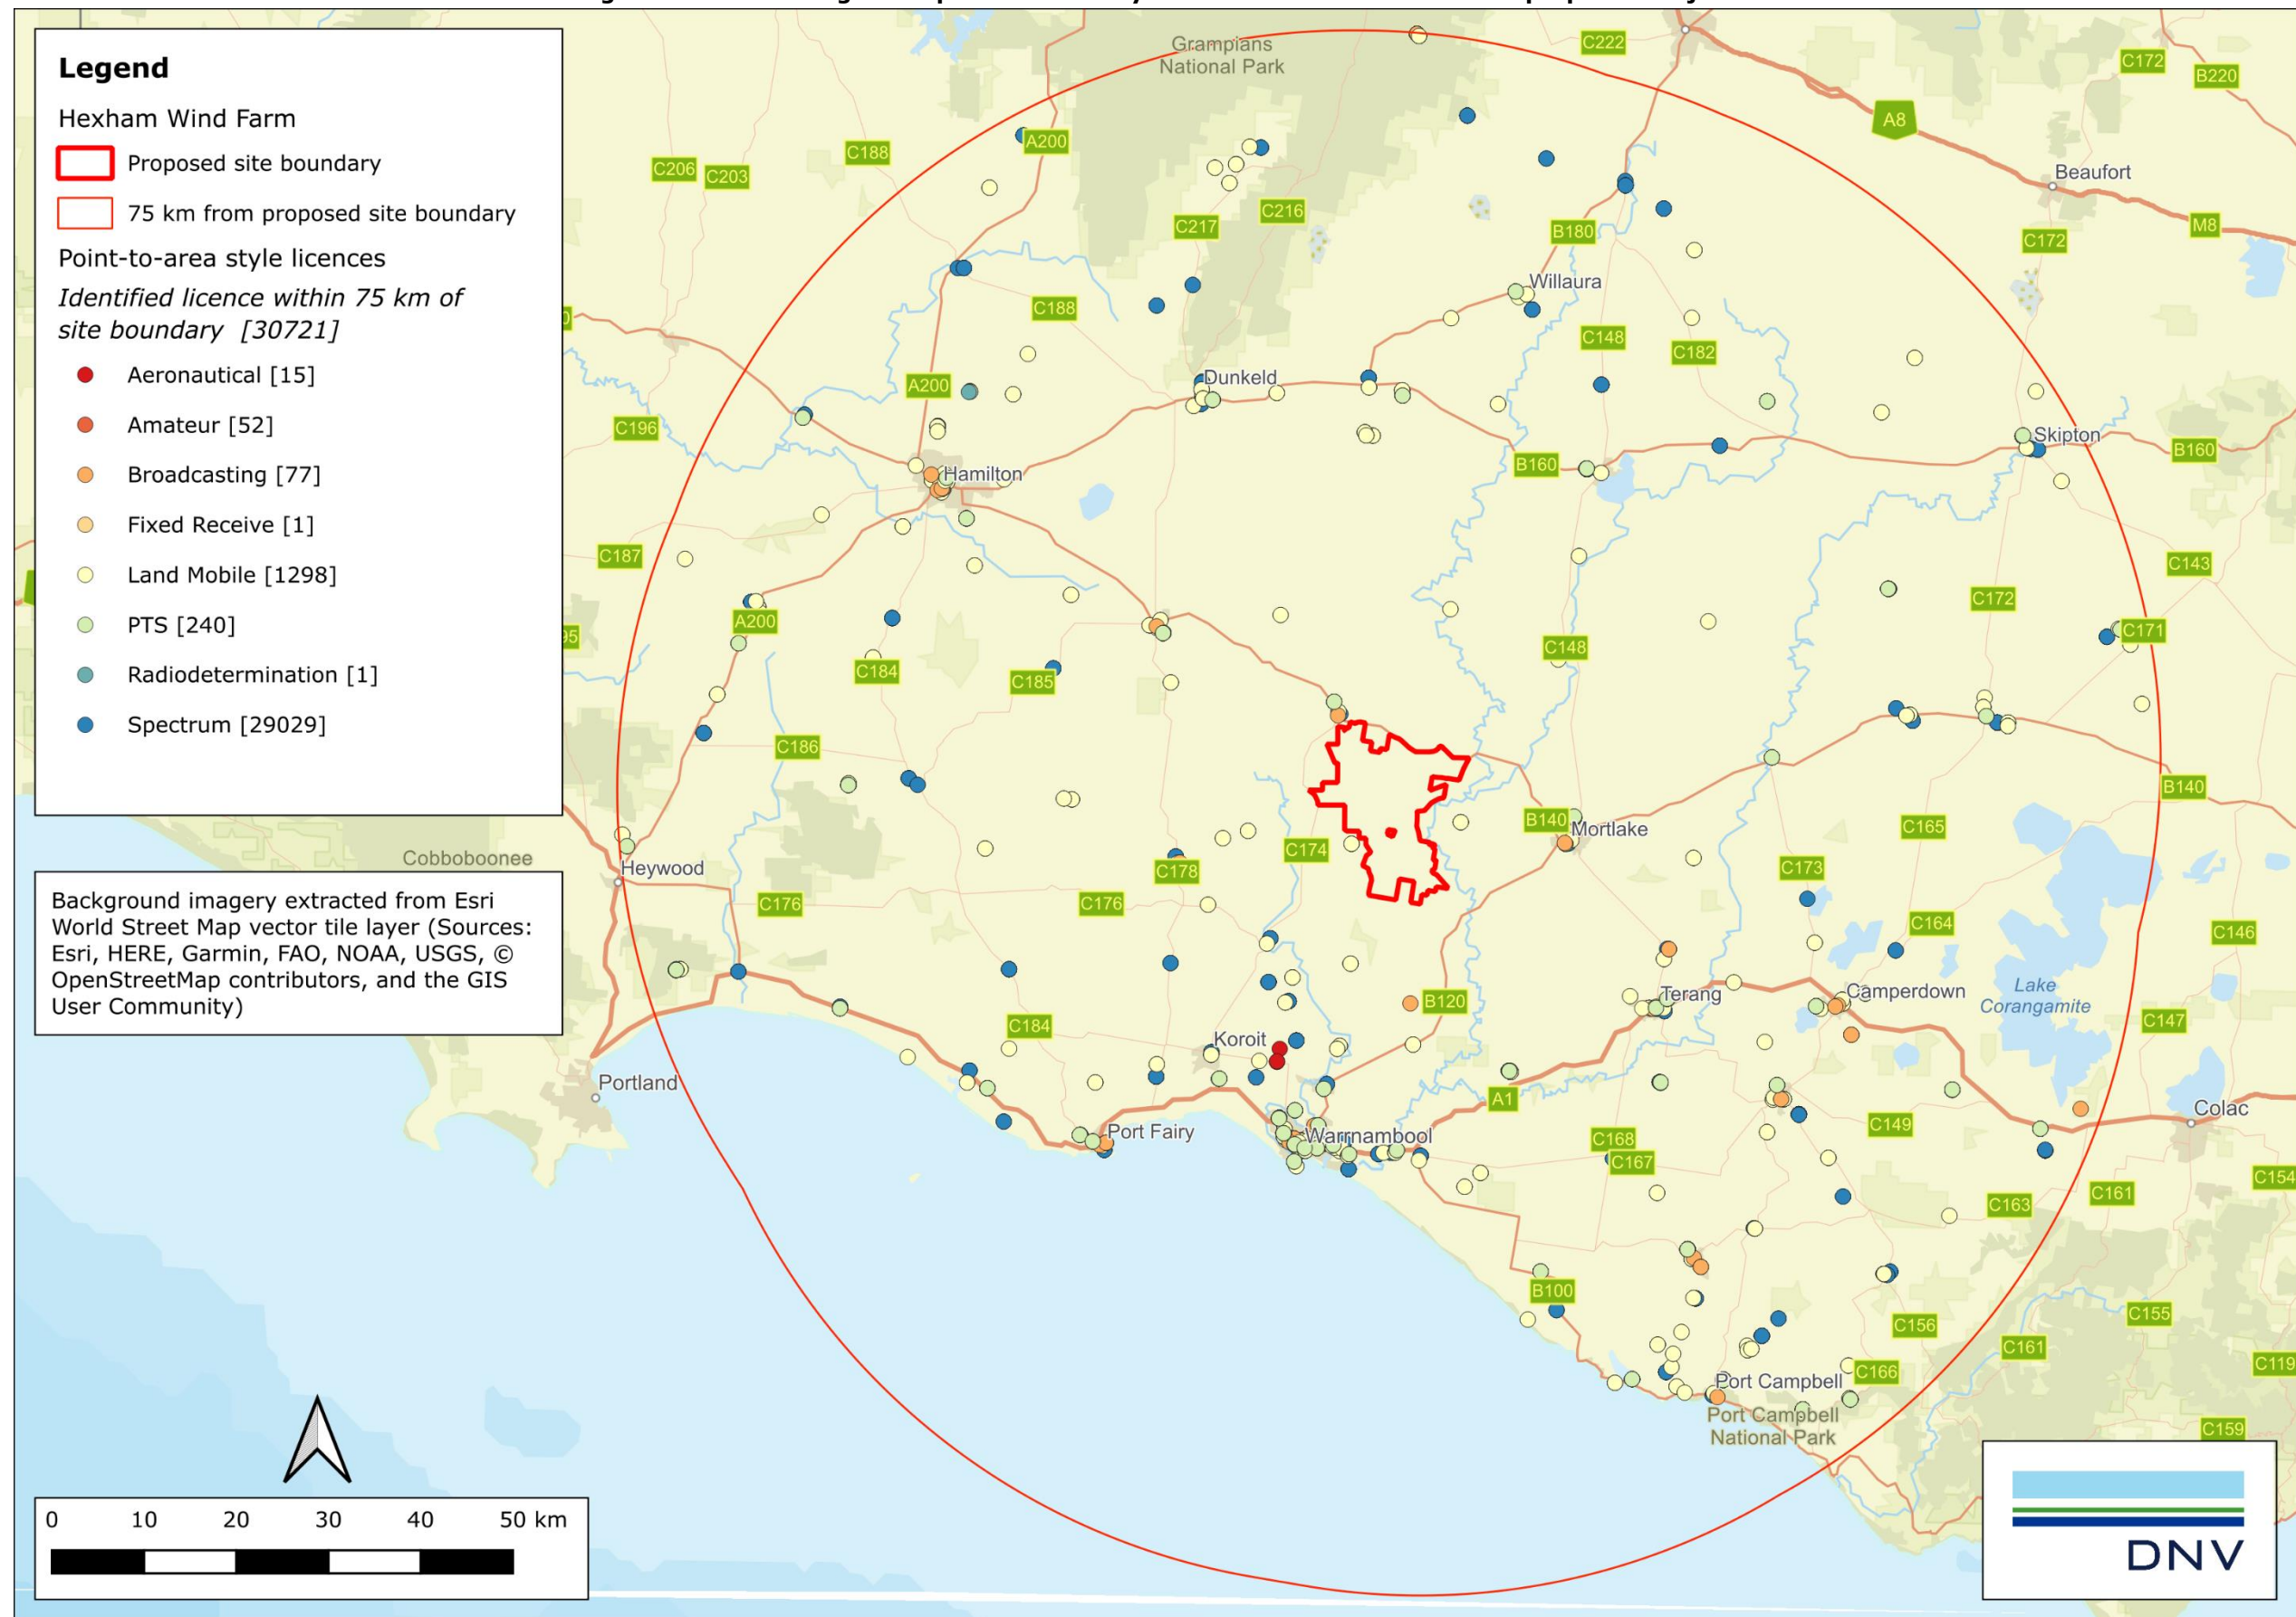 Legend
Hexham Wind Farm
Proposed site boundary
75 km from proposed site boundary
Point-to-area style licences
Identified licence within 75 km of
site boundary [30721]
Aeronautical [15]
Amateur [52]
Broadcasting [77]
Fixed Receive [1]
Land Mobile [1298]
PTS [240]
Radiodetermination [1]
Spectrum [29029]
Background imagery extracted from Esri
World Street Map vector tile layer (Sources:
Esri, HERE, Garmin, FAO, NOAA, USGS, ©
OpenStreetMap contributors, and the GIS
User Community)
Grampians
National Park
C222
C172
B220
A8
A200
C188
C206
C203
Beaufort
C217
C216
B180
M8
C172
Willaura
C188
C148
C182
Dunkeld
A200
C196
Skipton
B160
B160
Hamilton
C187
C143
C172
A200
C171
C148
C184
C185
C186
B140
B140
Mortlake
C165
C174
Cobboboonee
Heywood
C178
C173
C176
C176
C164
C146
Terang
Camperdown
Lake
Corangamite
B120
C147
C184
Koroit
Portland
A1
Colac
Port Fairy
Warrnambool
C149
C168
C167
C154
C161
C163
B100
C155
C156
C161
C119
Port Campbell
C166
Port Campbell
National Park
C159
0 10 20 30 40 50 km
DNV